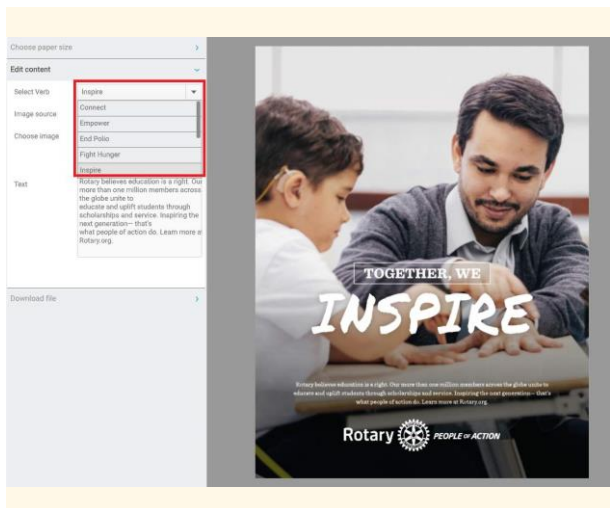 Choose paper size
Edit content
Select Verb
Inspire
Image source
Connect
Empower
Choose image
End Polio
Fight Hunger
Inspire
Text
Rotary believes education is a right. Our
more than one million members across
the globe unite to
educate and uplift students through
scholarships and service. Inspiring the
next generation— that's
what people of action do. Learn more
Rotary.org.
Download file
TOGETHER, WE
INSPIRE
Rotary believes education is a right. Our more than one million members across the globe unite to
educate and uplift students through scholarships and service. Inspiring the next generation— that's
what people of action do. Learn more at Rotary.org
Rotary
PEOPLE OF ACTION